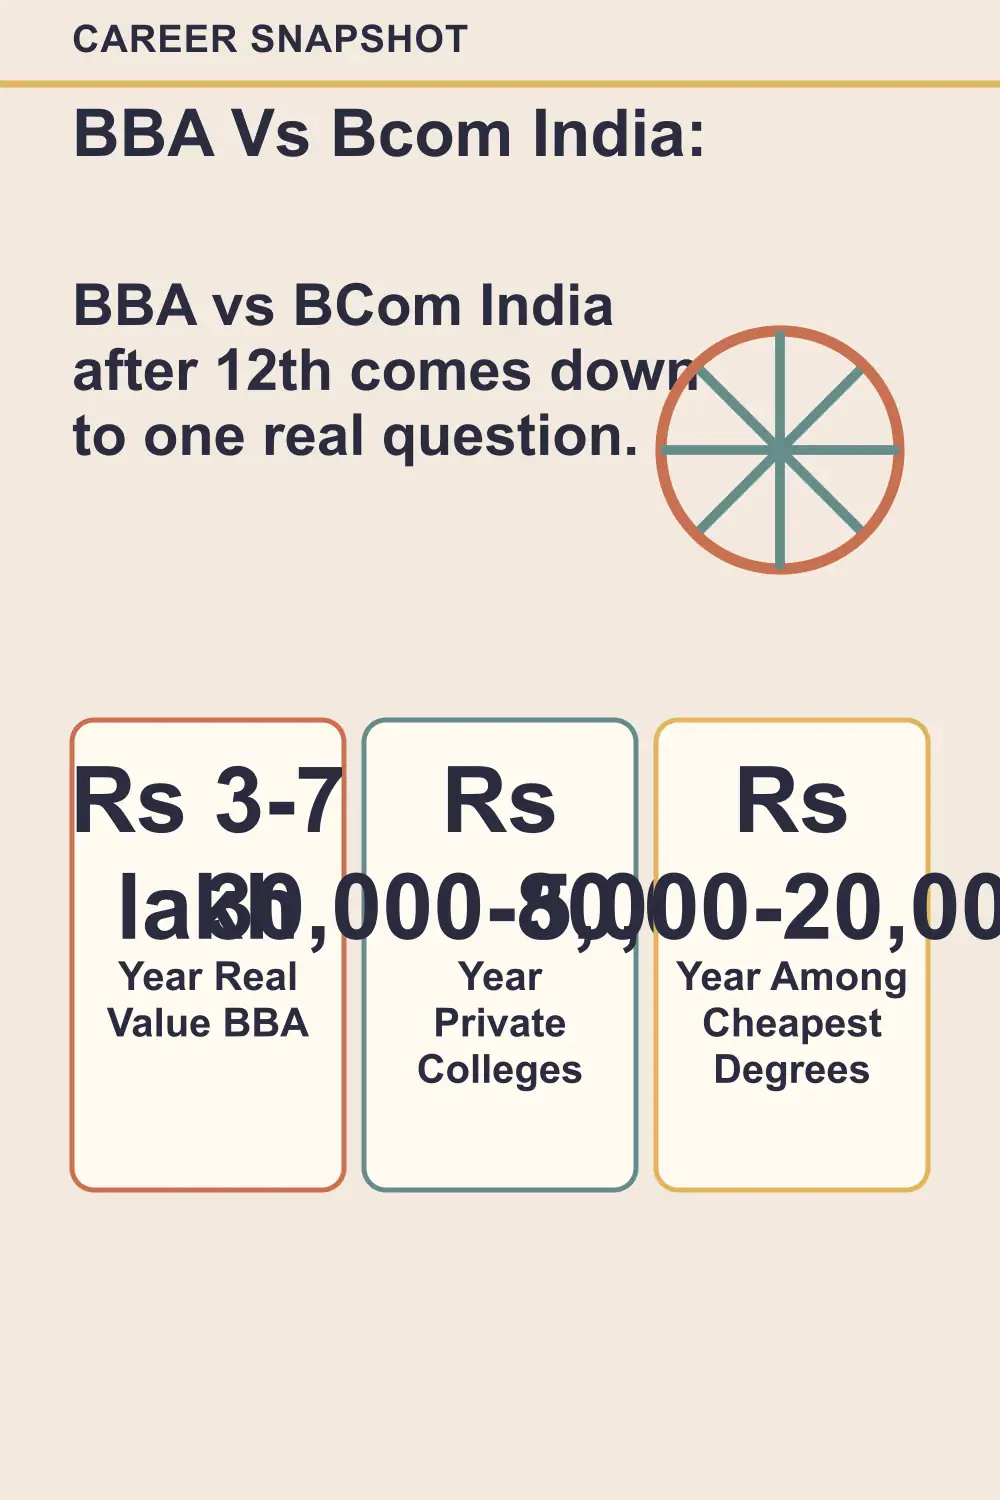 CAREER SNAPSHOT
BBA Vs Bcom India:
BBA vs BCom India
after 12th comes down
to one real question.
Rs 3-7
lakh
Year Real
Value BBA
Rs
Year
Private
Colleges
Rs
Year Among
Cheapest
Degrees